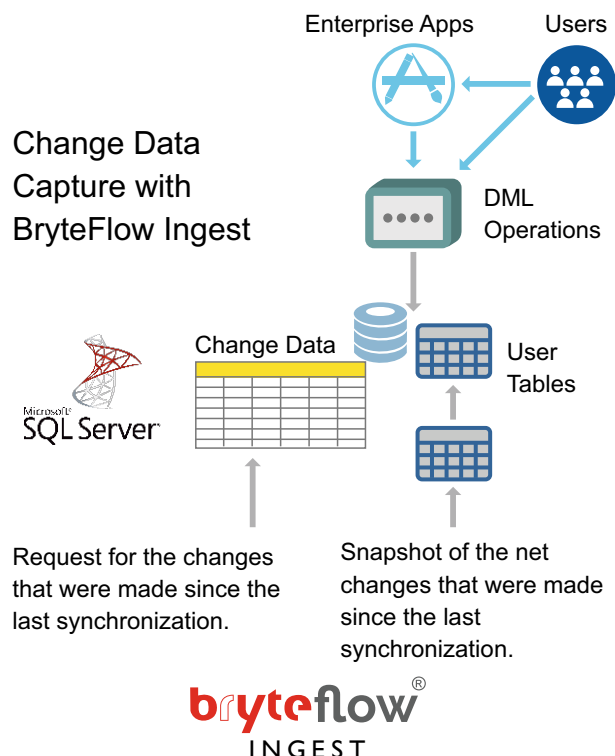 Enterprise Apps
Users
Change Data
Capture with
BryteFlow Ingest
DML
Operations
Change Data
User
Tables
Microsoft®
SQL Server
Request for the changes
that were made since the
last synchronization.
Snapshot of the net
changes that were made
since the last
synchronization.
bryteflow®
INGEST